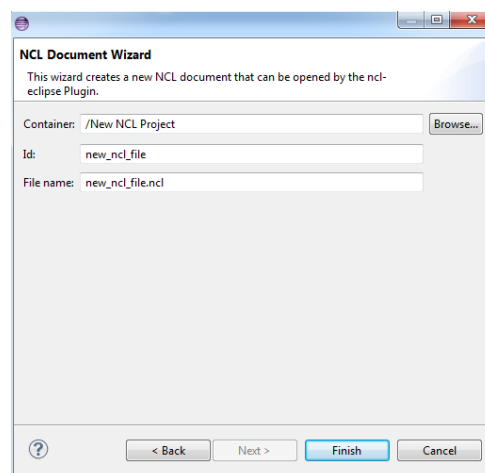 NCL Document Wizard
This wizard creates a new NCL document that can be opened by the ncl-
eclipse Plugin.
Container: /New NCL Project Browse...
Id: new_ncl_file
File name: new_ncl_file.ncl
? < Back Next > Finish Cancel